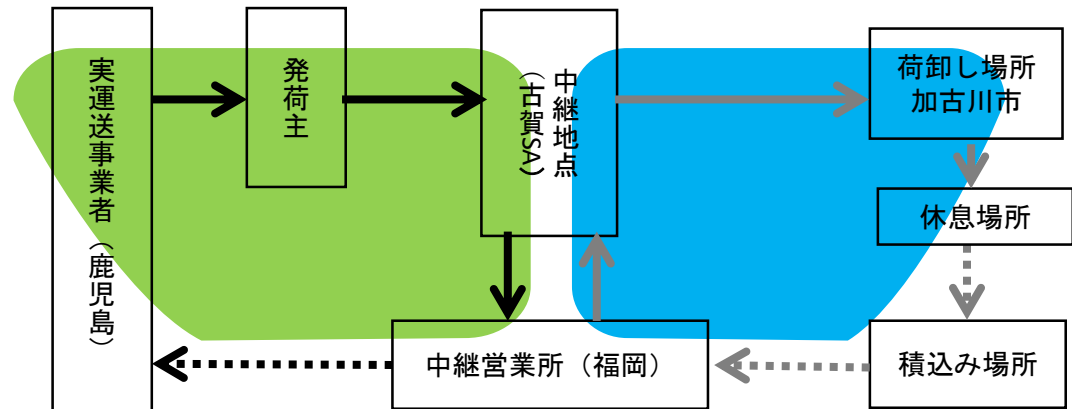 実運送事業者（鹿児島）
発荷主
中継地点
（古賀SA）
荷卸し場所
加古川市
休息場所
中継営業所（福岡）
積込み場所